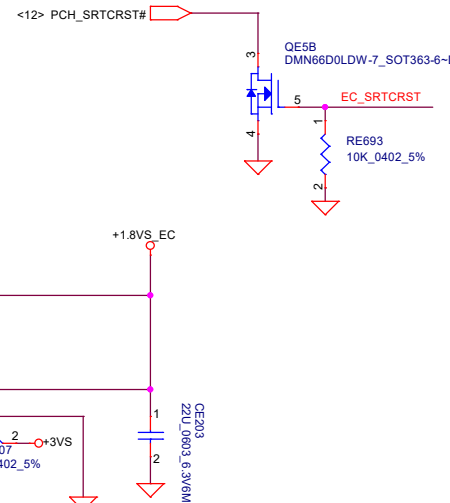 <12> PCH_SRTCRST#
3
QE5B
DMN66D0LDW-7_SOT363-6~
5
EC_SRTCRST
4
1
RE693
10K_0402_5%
2
+1.8VS_EC
1
CE203
22U_0603_6.3V6M
2
2
+3VS
07
402_5%